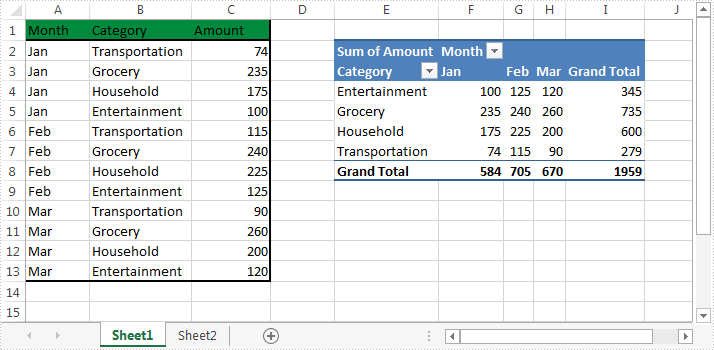 A B C D E F G H I J
1 Month Category Amount
2 Jan Transportation 74 Sum of Amount Month
3 Jan Grocery 235 Category Jan Feb Mar Grand Total
4 Jan Household 175 Entertainment 100 125 120 345
5 Jan Entertainment 100 Grocery 235 240 260 735
6 Feb Transportation 115 Household 175 225 200 600
7 Feb Grocery 240 Transportation 74 115 90 279
8 Feb Household 225 Grand Total 584 705 670 1959
9 Feb Entertainment 125
10 Mar Transportation 90
11 Mar Grocery 260
12 Mar Household 200
13 Mar Entertainment 120
14
15
Sheet1 Sheet2